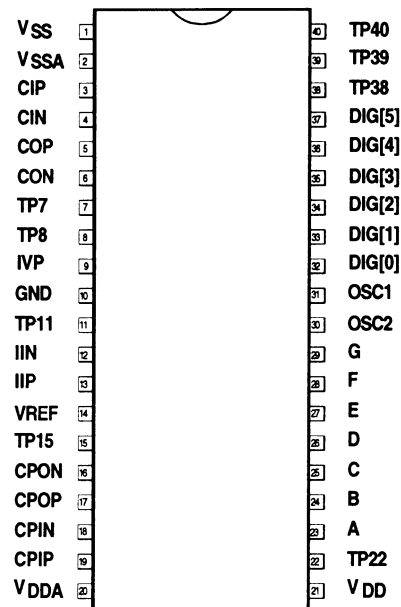 VSS 1 40 TP40
VSSA 2 39 TP39
CIP 3 38 TP38
CIN 4 37 DIG[5]
COP 5 36 DIG[4]
CON 6 35 DIG[3]
TP7 7 34 DIG[2]
TP8 8 33 DIG[1]
IVP 9 32 DIG[0]
GND 10 31 OSC1
TP11 11 30 OSC2
IIN 12 29 G
IIP 13 28 F
VREF 14 27 E
TP15 15 26 D
CPON 16 25 C
CPOP 17 24 B
CPIN 18 23 A
CPIP 19 22 TP22
VDDA 20 21 VDD